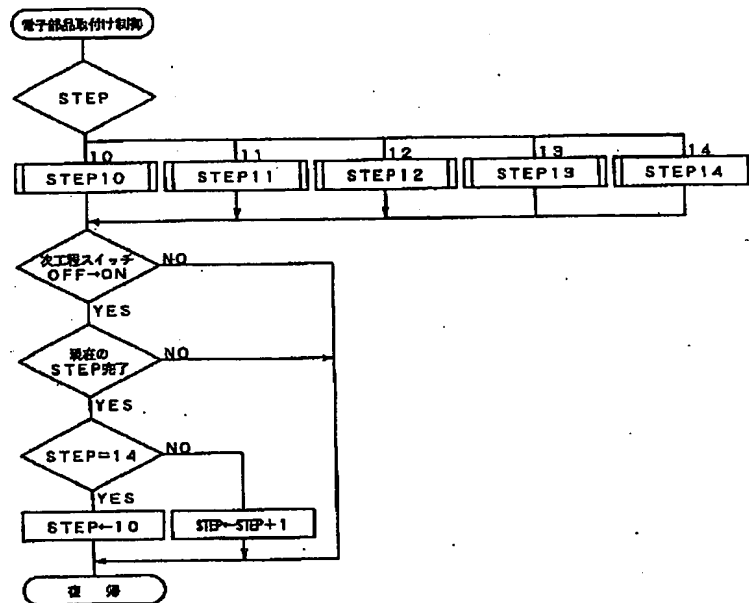 電子部品取付け制御
STEP
10
11
12
13
14
STEP10
STEP11
STEP12
STEP13
STEP14
次工程スイッチ
OFF→ON
NO
YES
現在の
STEP完了
NO
YES
STEP=14
NO
YES
STEP←10
STEP←STEP+1
復帰